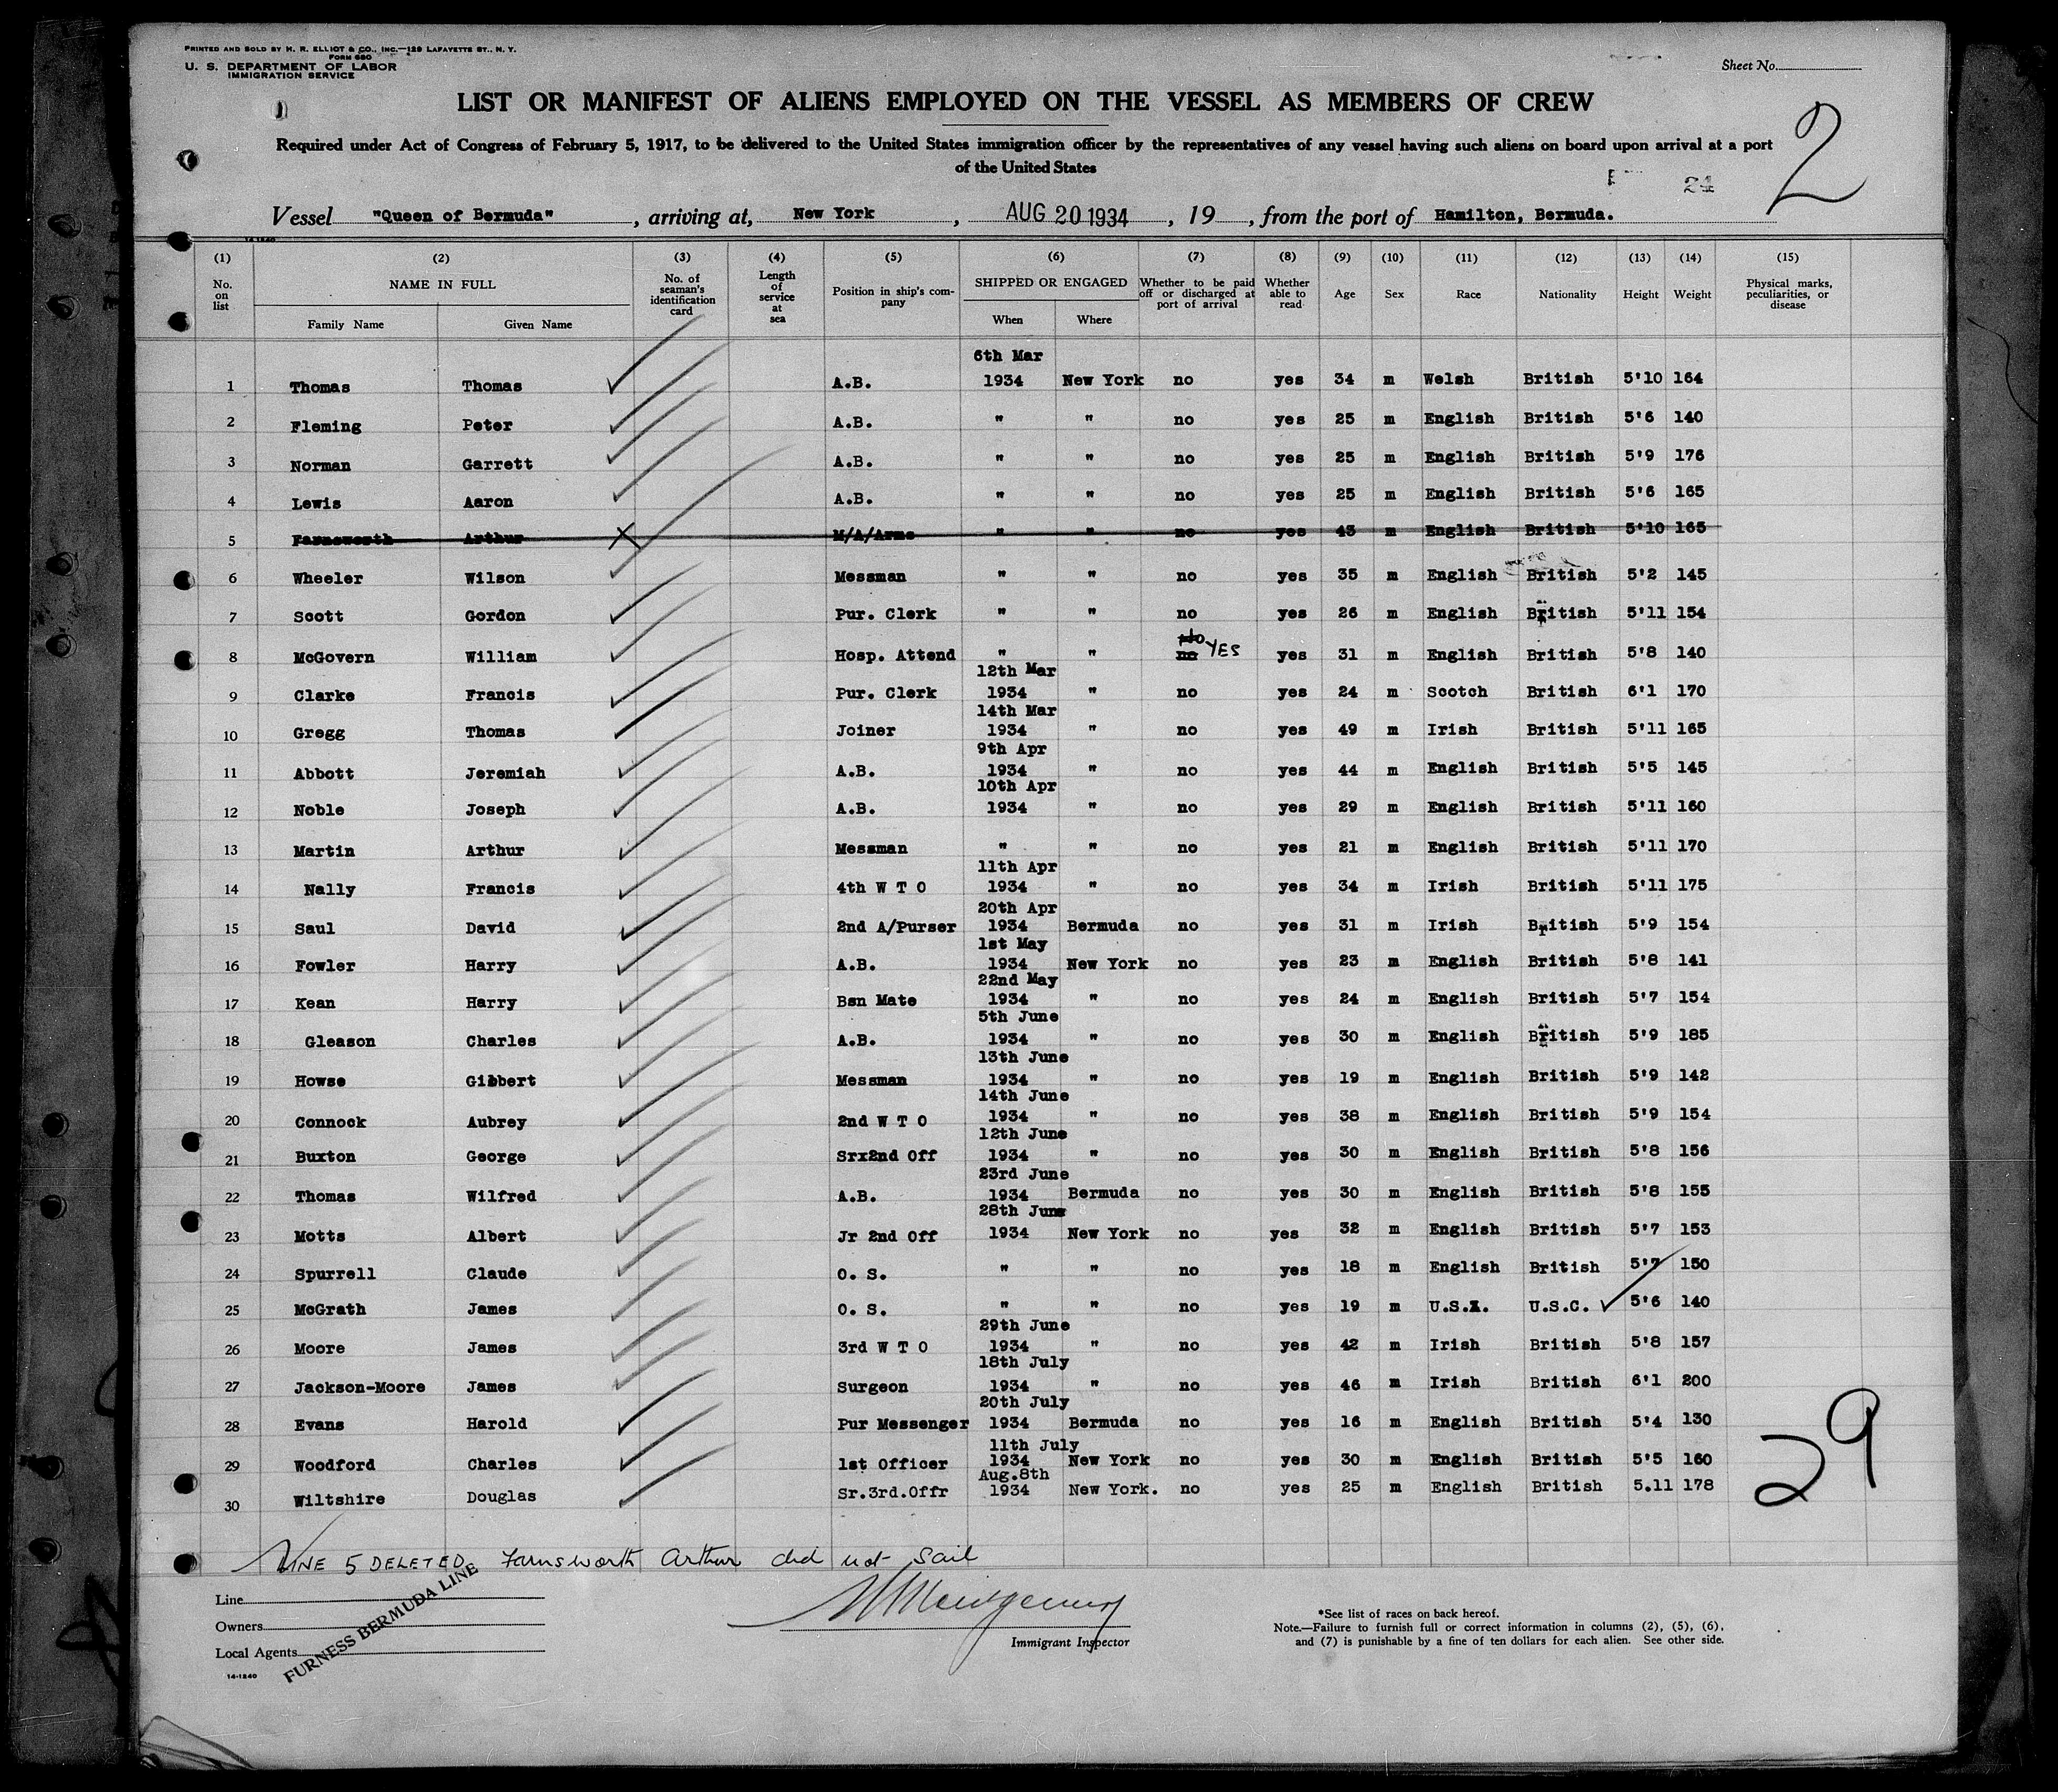 PRINTED AND SOLD BY H. R. ELLIOT & CO., INC.—129 LAFAYETTE ST., N. Y.
FORM 680
U. S. DEPARTMENT OF LABOR
IMMIGRATION SERVICE
Sheet No.
LIST OR MANIFEST OF ALIENS EMPLOYED ON THE VESSEL AS MEMBERS OF CREW
2
Required under Act of Congress of February 5, 1917, to be delivered to the United States immigration officer by the representatives of any vessel having such aliens on board upon arrival at a port
of the United States
24
Vessel "Queen of Bermuda", arriving at, New York, AUG 20 1934, 19, from the port of Hamilton, Bermuda.
14-1240
(1) (2) (3) (4) (5) (6) (7) (8) (9) (10) (11) (12) (13) (14) (15)
No. on list NAME IN FULL Family Name Given Name No. of seaman's identification card Length of service at sea Position in ship's company SHIPPED OR ENGAGED When Where Whether to be paid off or discharged at port of arrival Whether able to read Age Sex Race Nationality Height Weight Physical marks, peculiarities, or disease
6th Mar
1 Thomas Thomas A.B. 1934 New York no yes 34 m Welsh British 5'10 164
2 Fleming Peter A.B. " " no yes 25 m English British 5'6 140
3 Norman Garrett A.B. " " no yes 25 m English British 5'9 176
4 Lewis Aaron A.B. " " no yes 25 m English British 5'6 165
5 Farnsworth Arthur X M/A/Arms " " no yes 43 m English British 5'10 165
6 Wheeler Wilson Messman " " no yes 35 m English British 5'2 145
7 Scott Gordon Pur. Clerk " " no yes 26 m English British 5'11 154
No
8 McGovern William Hosp. Attend " " no YES yes 31 m English British 5'8 140
12th Mar
9 Clarke Francis Pur. Clerk 1934 " no yes 24 m Scotch British 6'1 170
14th Mar
10 Gregg Thomas Joiner 1934 " no yes 49 m Irish British 5'11 165
9th Apr
11 Abbott Jeremiah A.B. 1934 " no yes 44 m English British 5'5 145
10th Apr
12 Noble Joseph A.B. 1934 " no yes 29 m English British 5'11 160
13 Martin Arthur Messman " " no yes 21 m English British 5'11 170
11th Apr
14 Nally Francis 4th W T O 1934 " no yes 34 m Irish British 5'11 175
20th Apr
15 Saul David 2nd A/Purser 1934 Bermuda no yes 31 m Irish British 5'9 154
1st May
16 Fowler Harry A.B. 1934 New York no yes 23 m English British 5'8 141
22nd May
17 Kean Harry Bsn Mate 1934 " no yes 24 m English British 5'7 154
5th June
18 Gleason Charles A.B. 1934 " no yes 30 m English British 5'9 185
13th June
19 Howse Gibbert Messman 1934 " no yes 19 m English British 5'9 142
14th June
20 Connock Aubrey 2nd W T O 1934 " no yes 38 m English British 5'9 154
12th June
21 Buxton George Srx2nd Off 1934 " no yes 30 m English British 5'8 156
23rd June
22 Thomas Wilfred A.B. 1934 Bermuda no yes 30 m English British 5'8 155
28th June
23 Motts Albert Jr 2nd Off 1934 New York no yes 32 m English British 5'7 153
24 Spurrell Claude O. S. " " no yes 18 m English British 5'7 150
25 McGrath James O. S. " " no yes 19 m U.S.X. U.S.C. 5'6 140
29th June
26 Moore James 3rd W T O 1934 " no yes 42 m Irish British 5'8 157
18th July
27 Jackson-Moore James Surgeon 1934 " no yes 46 m Irish British 6'1 200
20th July
28 Evans Harold Pur Messenger 1934 Bermuda no yes 16 m English British 5'4 130
11th July
29 Woodford Charles 1st Officer 1934 New York no yes 30 m English British 5'5 160
Aug.8th
30 Wiltshire Douglas Sr.3rd.Offr 1934 New York. no yes 25 m English British 5.11 178
29
LINE 5 DELETED Farnsworth Arthur did not sail
Line
Owners
Local Agents
FURNESS BERMUDA LINE
14-1240
Immigrant Inspector
*See list of races on back hereof.
Note.—Failure to furnish full or correct information in columns (2), (5), (6),
and (7) is punishable by a fine of ten dollars for each alien. See other side.